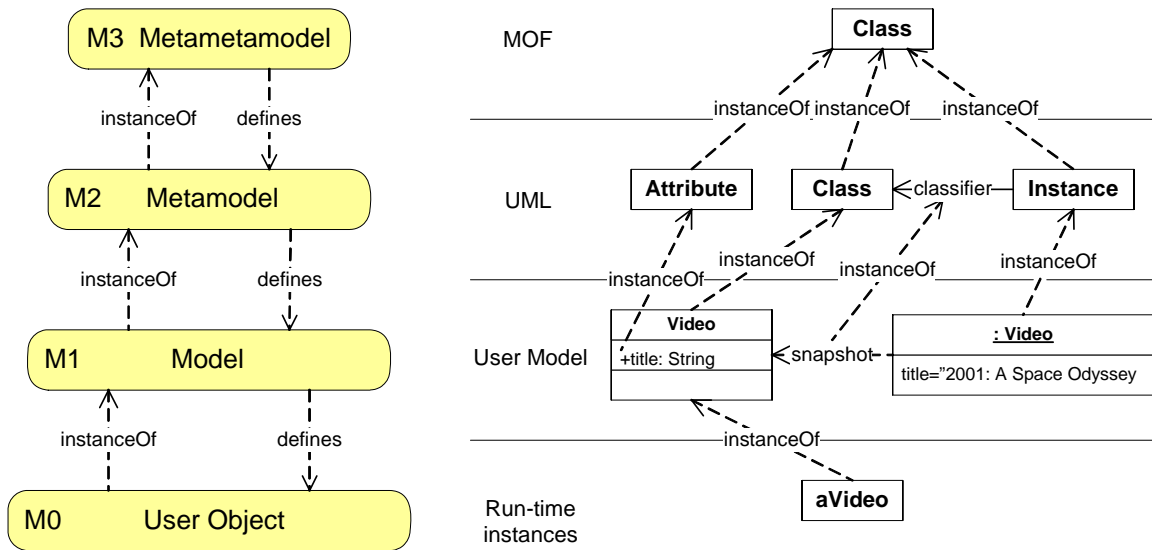 M3 Metametamodel
instanceOf
defines
M2 Metamodel
instanceOf
defines
M1 Model
instanceOf
defines
M0 User Object
MOF
Class
instanceOf
instanceOf
instanceOf
UML
Attribute
Class
classifier
Instance
instanceOf
instanceOf
instanceOf
instanceOf
User Model
Video
+title: String
snapshot
: Video
title=”2001: A Space Odyssey
instanceOf
Run-time
instances
aVideo